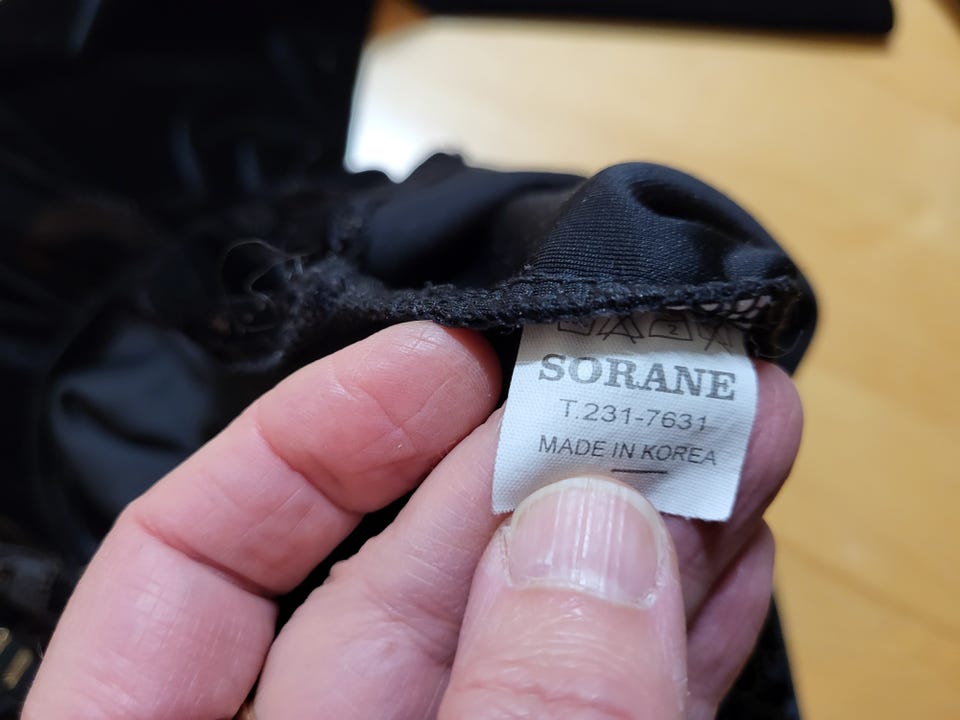 SORANE
T.231-7631
MADE IN KOREA